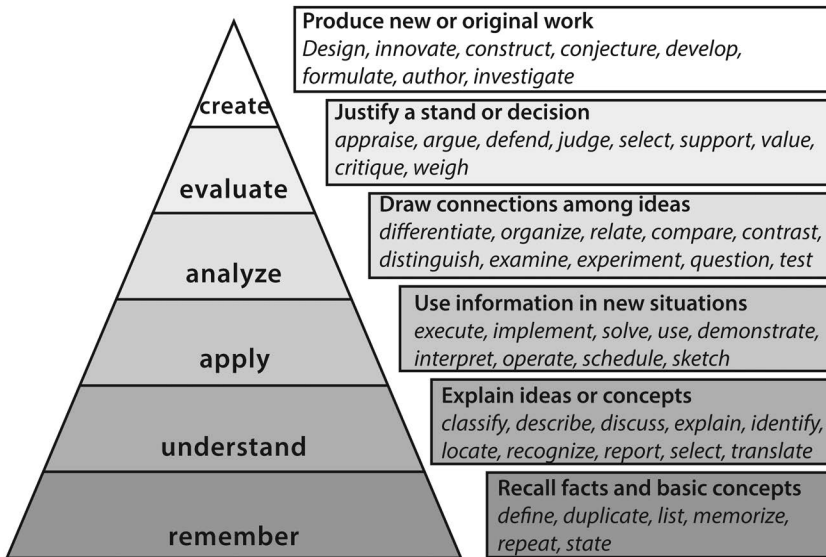 Produce new or original work
Design, innovate, construct, conjecture, develop,
formulate, author, investigate
create
Justify a stand or decision
appraise, argue, defend, judge, select, support, value,
critique, weigh
evaluate
Draw connections among ideas
differentiate, organize, relate, compare, contrast,
distinguish, examine, experiment, question, test
analyze
Use information in new situations
execute, implement, solve, use, demonstrate,
interpret, operate, schedule, sketch
apply
Explain ideas or concepts
classify, describe, discuss, explain, identify,
locate, recognize, report, select, translate
understand
Recall facts and basic concepts
define, duplicate, list, memorize,
repeat, state
remember